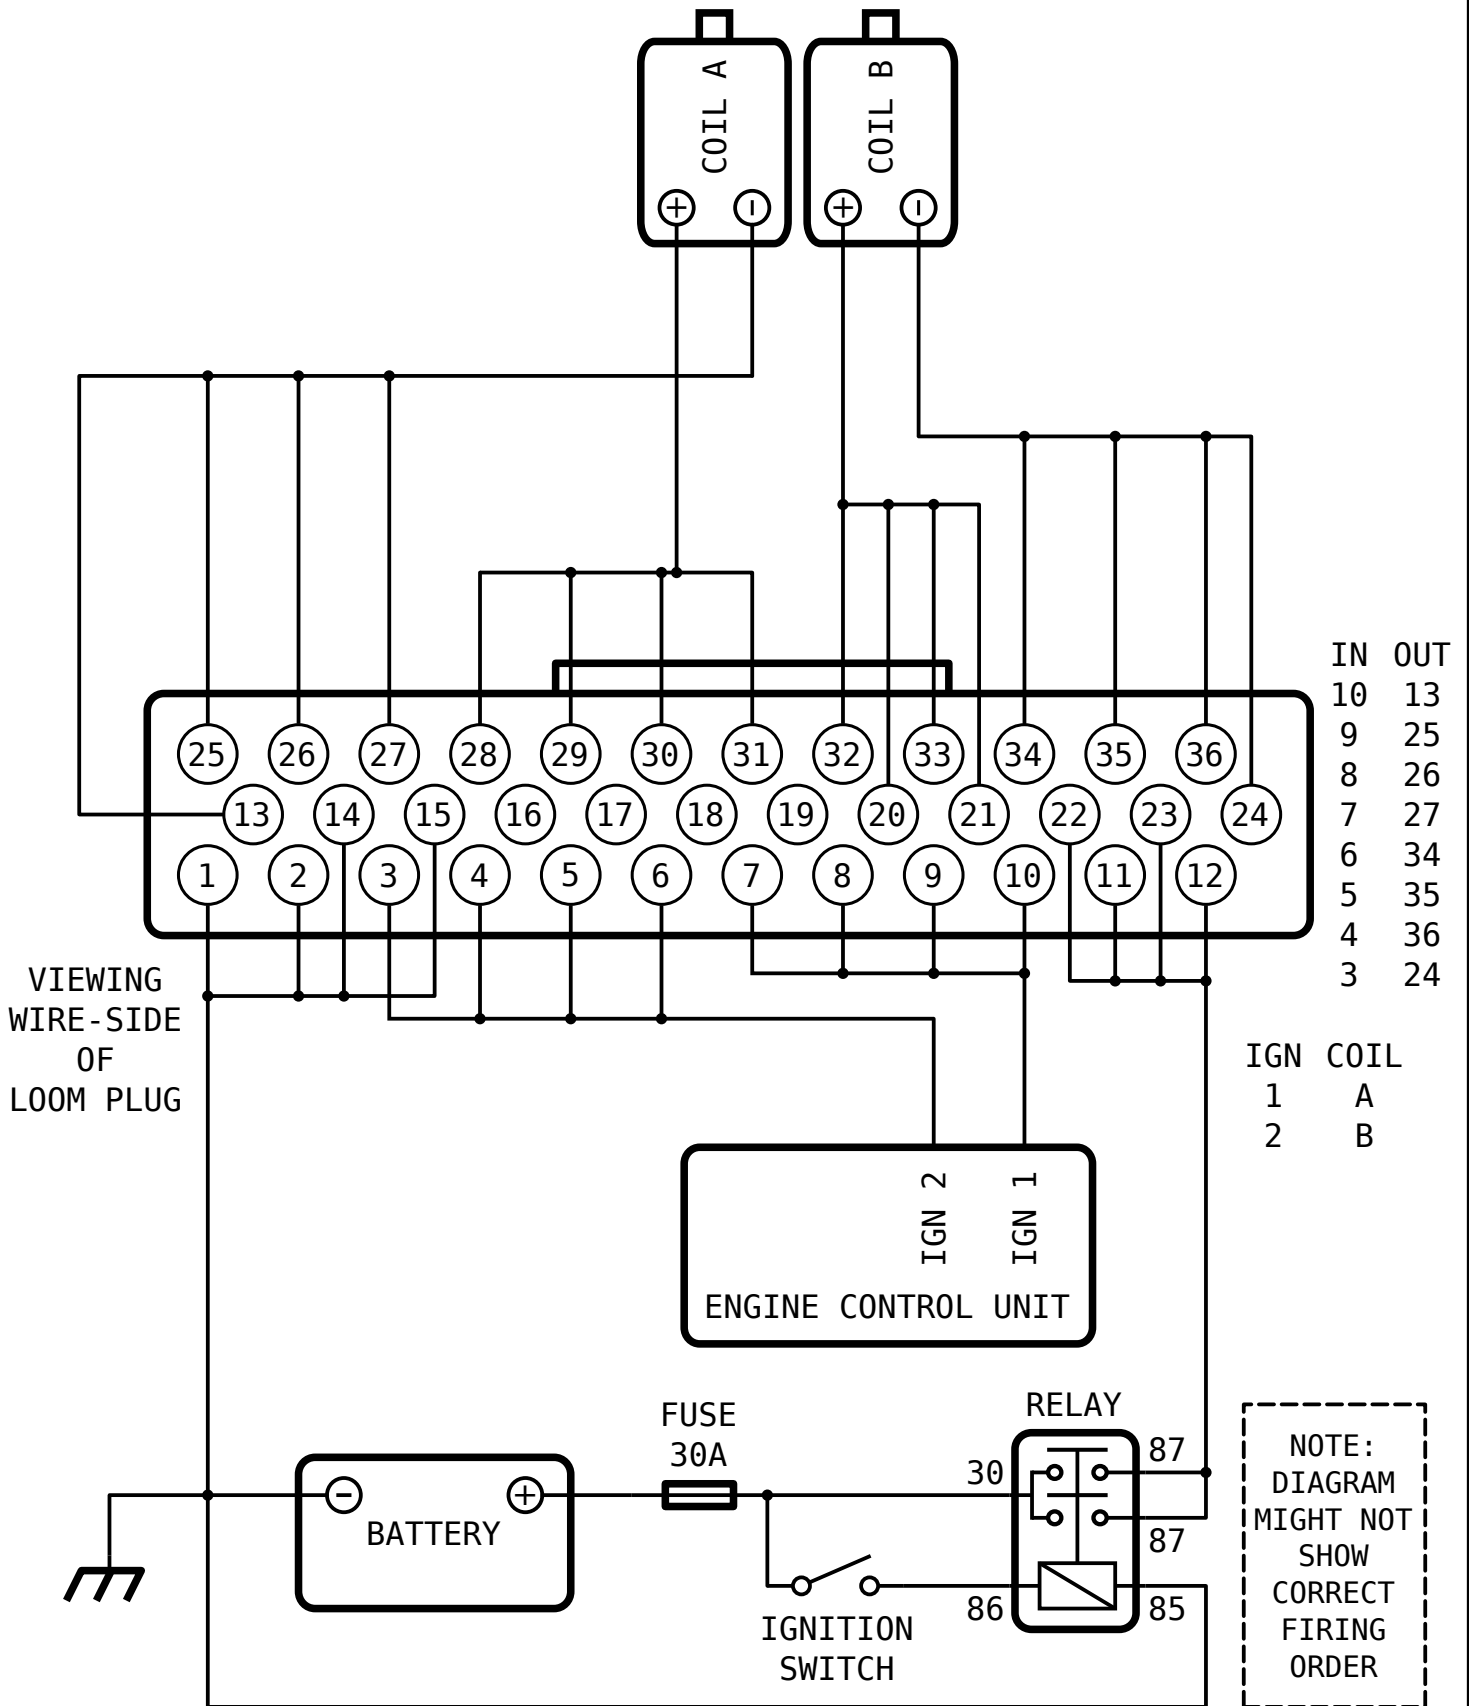 COIL A
COIL B
+ - + -
IN OUT
10 13
9 25
8 26
7 27
6 34
5 35
4 36
3 24
25 26 27 28 29 30 31 32 33 34 35 36
13 14 15 16 17 18 19 20 21 22 23 24
1 2 3 4 5 6 7 8 9 10 11 12
VIEWING
WIRE-SIDE
OF
LOOM PLUG
IGN COIL
1 A
2 B
IGN 2
IGN 1
ENGINE CONTROL UNIT
RELAY
FUSE
30A
30
87
87
86
85
- +
BATTERY
IGNITION
SWITCH
NOTE:
DIAGRAM
MIGHT NOT
SHOW
CORRECT
FIRING
ORDER